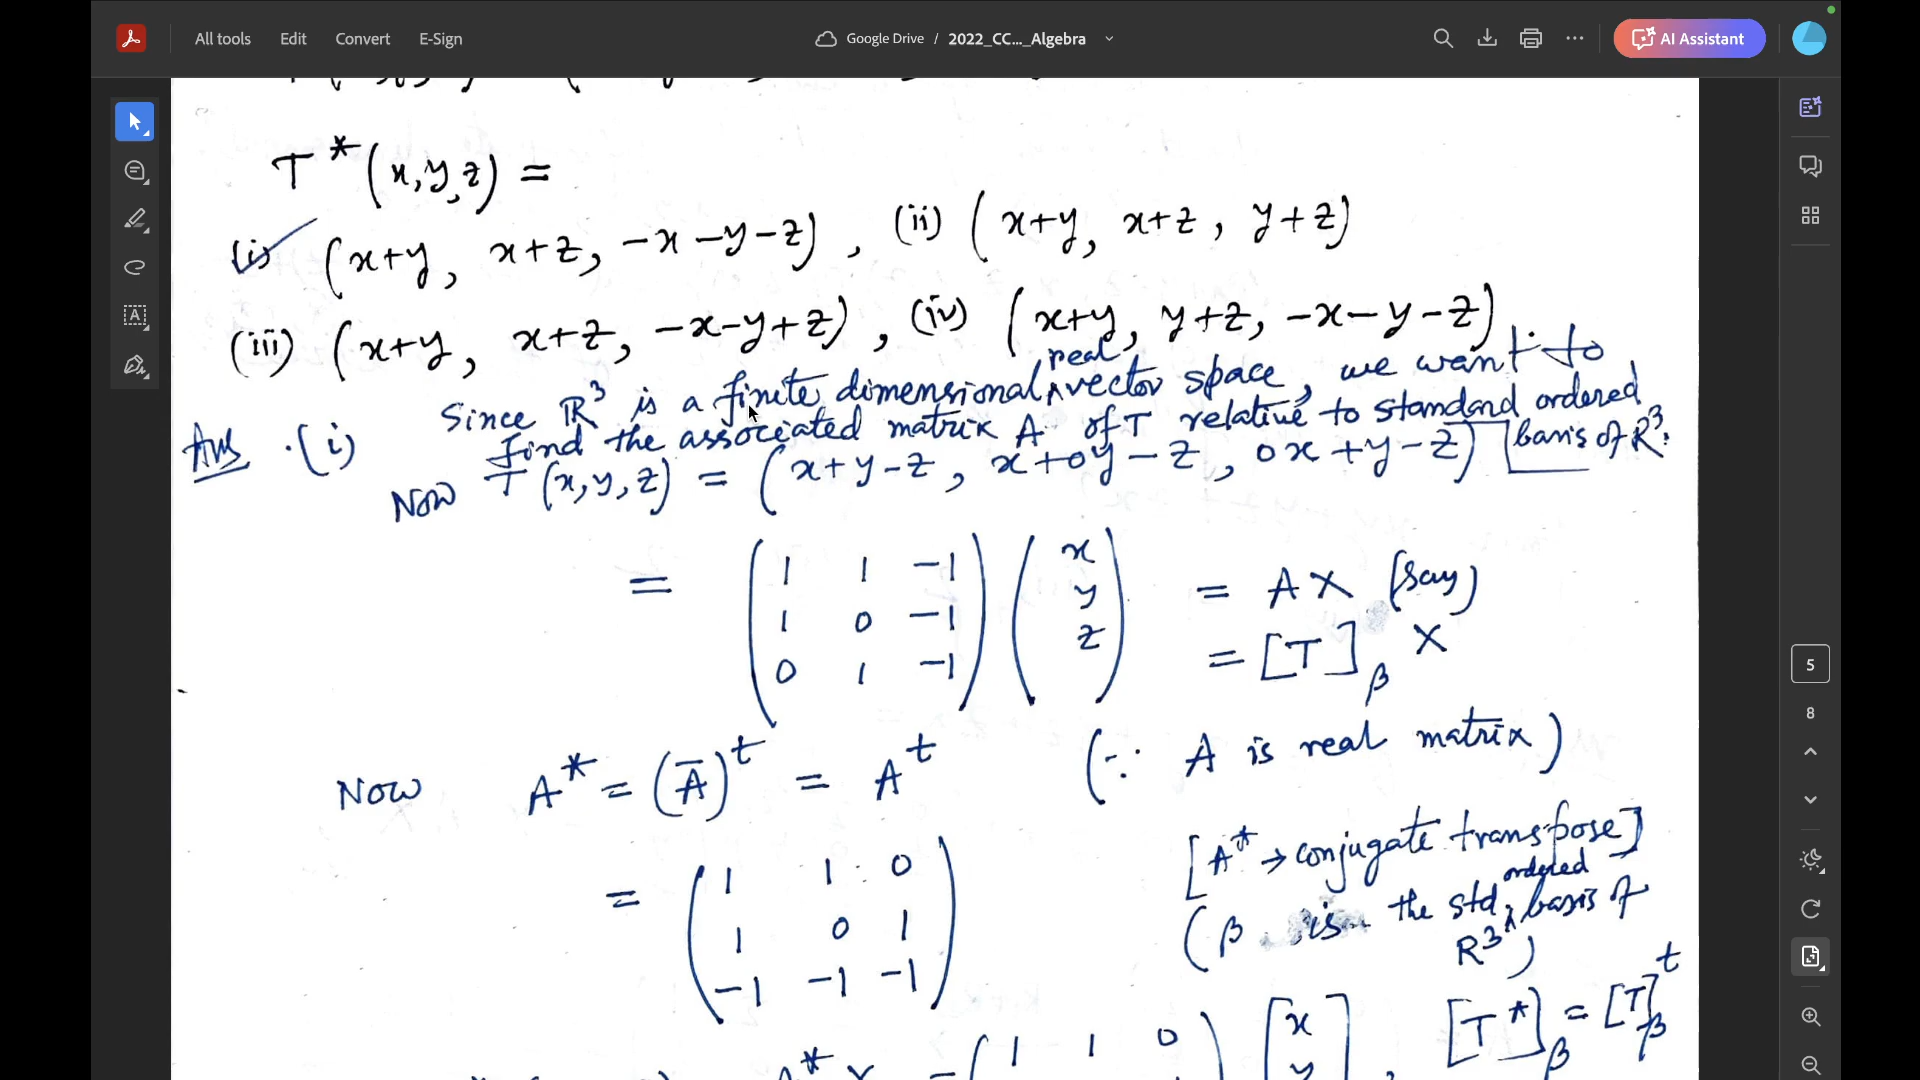 All tools Edit Convert E-Sign Google Drive / 2022_CC..._Algebra AI Assistant
T*(x,y,z) =
(i) (x+y, x+z, -x-y-z), (ii) (x+y, x+z, y+z)
(iii) (x+y, x+z, -x-y+z), (iv) (x+y, y+z, -x-y-z)
Ans .(i) Since ℝ³ is a finite dimensional real vector space, we want to
find the associated matrix A of T relative to standard ordered
basis of ℝ³.
Now T(x,y,z) = (x+y-z, x+0y-z, 0x+y-z)
= ( 1 1 -1
1 0 -1
0 1 -1 ) ( x
y
z ) = AX (say)
= [T]β X
Now A* = (Ā)ᵗ = Aᵗ (∵ A is real matrix)
[A* → conjugate transpose]
= ( 1 1 0
1 0 1
-1 -1 -1 )
(β is the std ordered basis of
R³)
[T*]β = [T]ᵗβ
A* X = ( 1 1 0 [ x
y
5
8